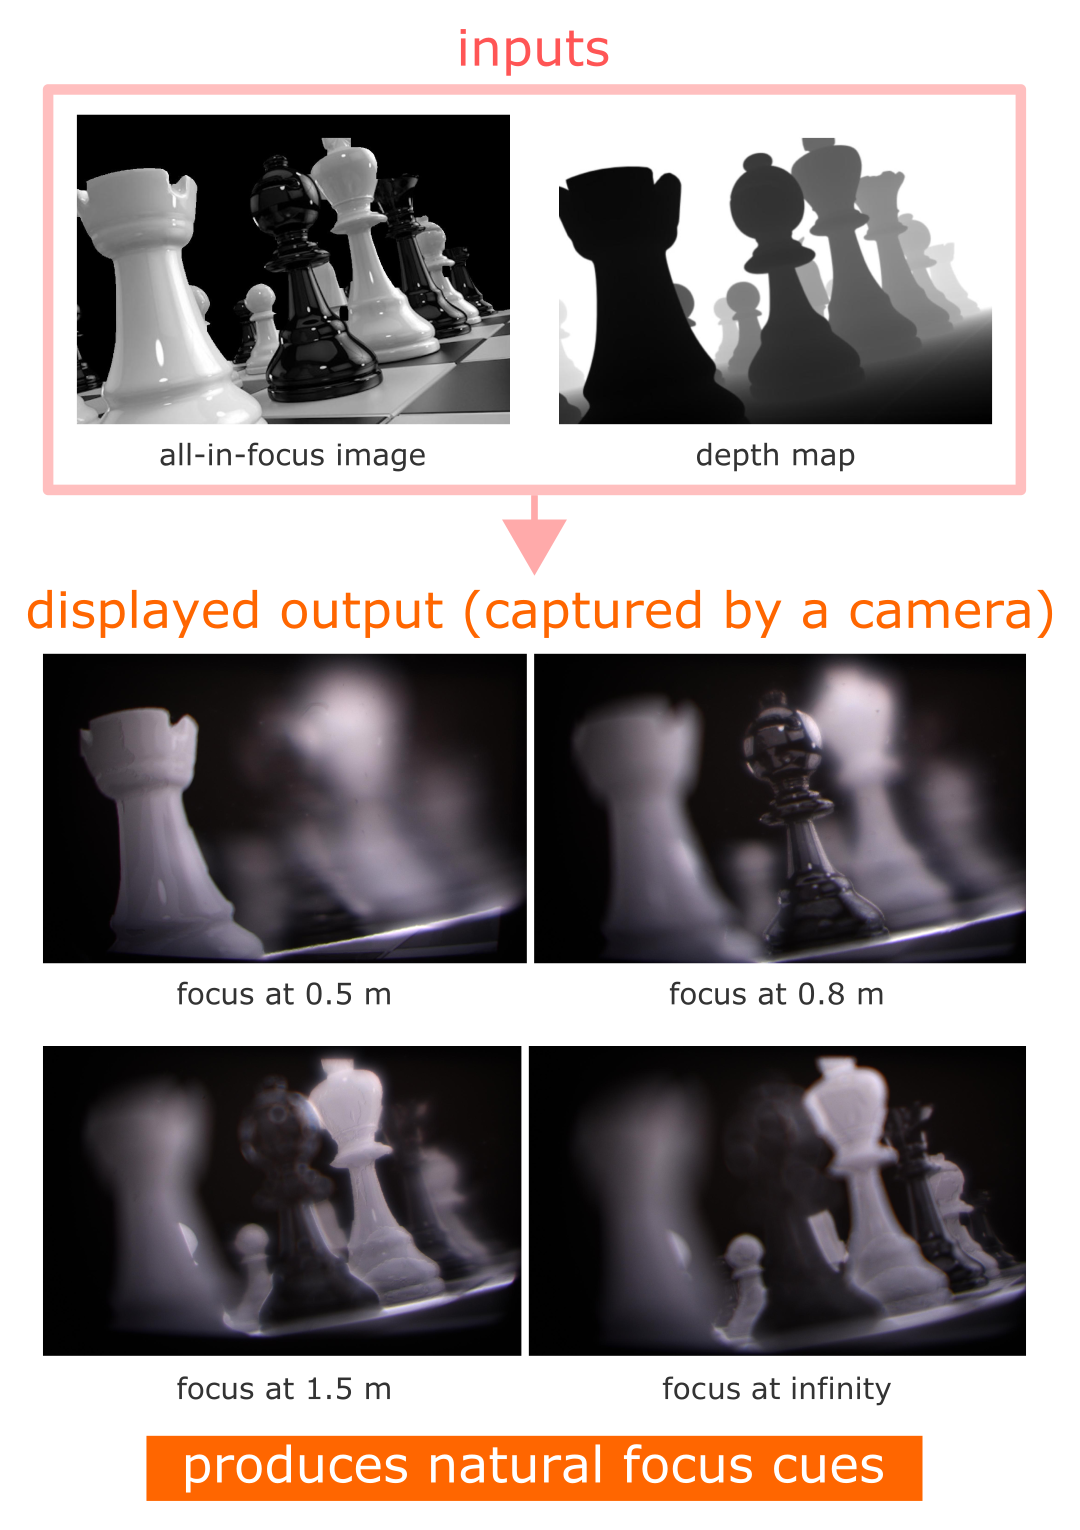 inputs
all-in-focus image
depth map
displayed output (captured by a camera)
focus at 0.5 m
focus at 0.8 m
focus at 1.5 m
focus at infinity
produces natural focus cues